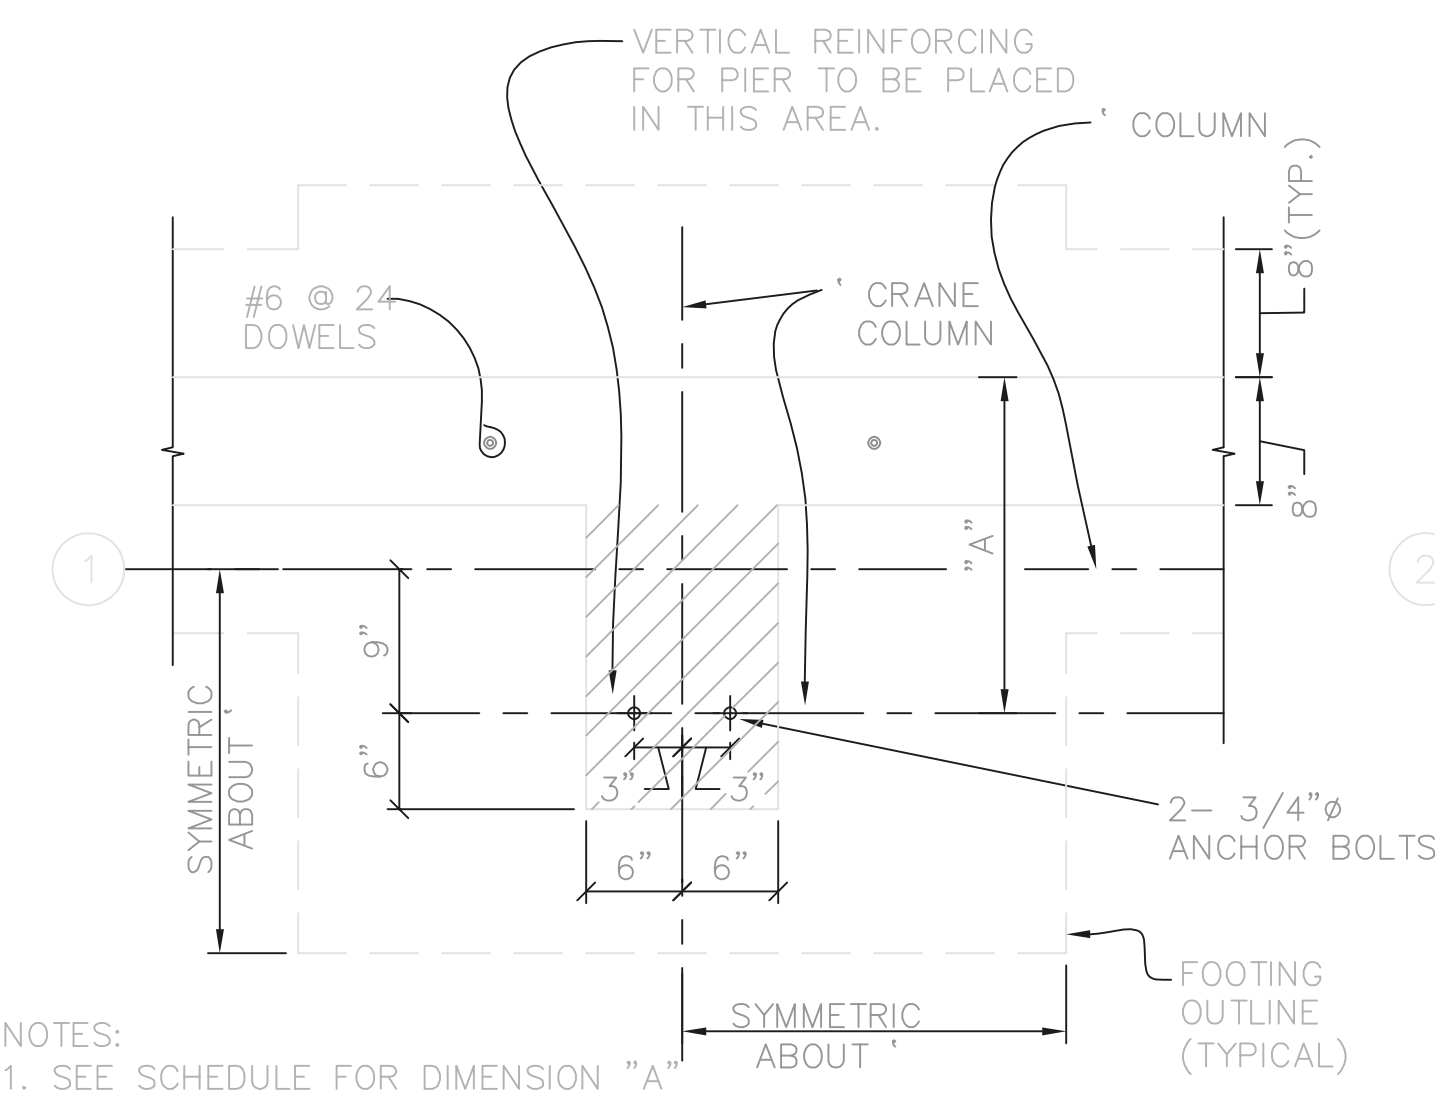 VERTICAL REINFORCING
FOR PIER TO BE PLACED
IN THIS AREA.
‘ COLUMN
8”(TYP.)
#6 @ 24
DOWELS
‘ CRANE
COLUMN
8”
”A”
1
2
9”
SYMMETRIC
ABOUT ‘
6”
3”
3”
2– 3/4”ø
ANCHOR BOLTS
6”
6”
FOOTING
OUTLINE
(TYPICAL)
SYMMETRIC
ABOUT ‘
NOTES:
1. SEE SCHEDULE FOR DIMENSION ”A”